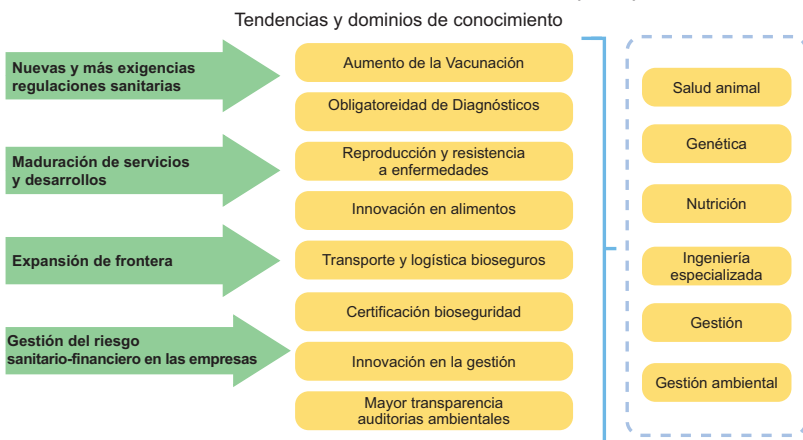 Tendencias y dominios de conocimiento
Nuevas y más exigencias
regulaciones sanitarias
Maduración de servicios
y desarrollos
Expansión de frontera
Gestión del riesgo
sanitario-financiero en las empresas
Aumento de la Vacunación
Obligatoreidad de Diagnósticos
Reproducción y resistencia
a enfermedades
Innovación en alimentos
Transporte y logística bioseguros
Certificación bioseguridad
Innovación en la gestión
Mayor transparencia
auditorias ambientales
Salud animal
Genética
Nutrición
Ingeniería
especializada
Gestión
Gestión ambiental